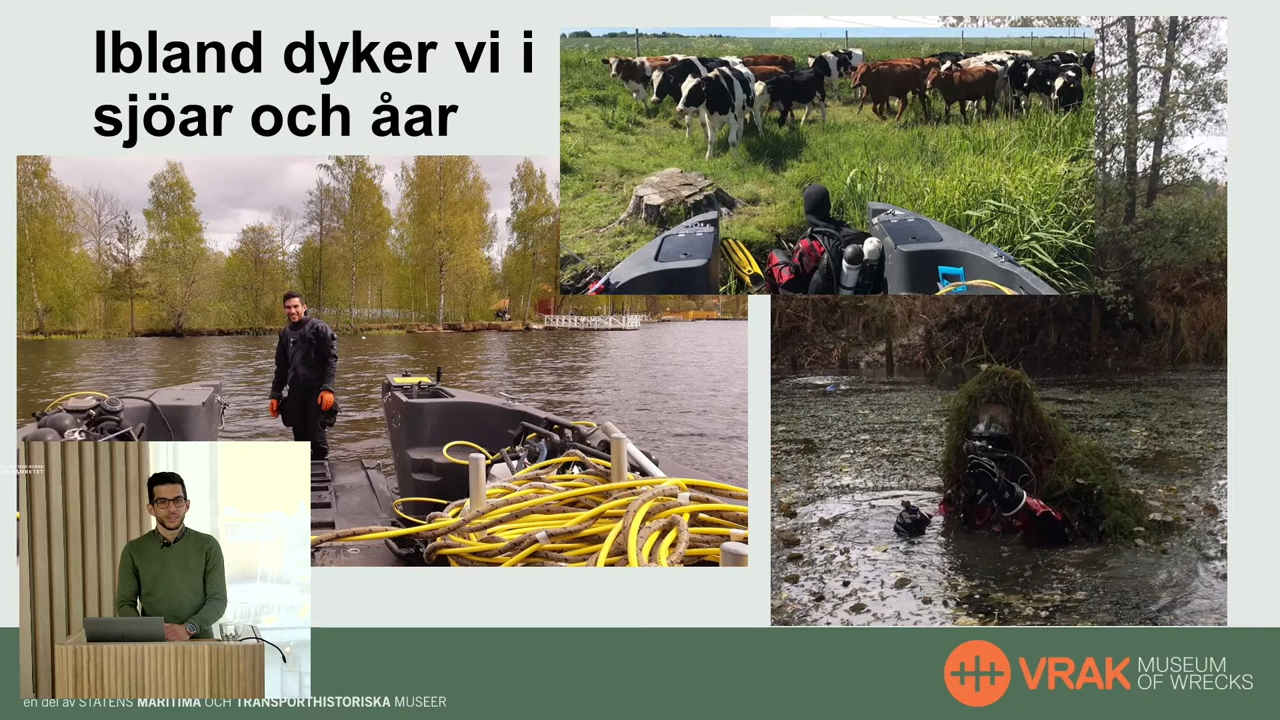 Ibland dyker vi i
sjöar och åar
en del av STATENS MARITIMA OCH TRANSPORTHISTORISKA MUSEER
VRAK MUSEUM
OF WRECKS